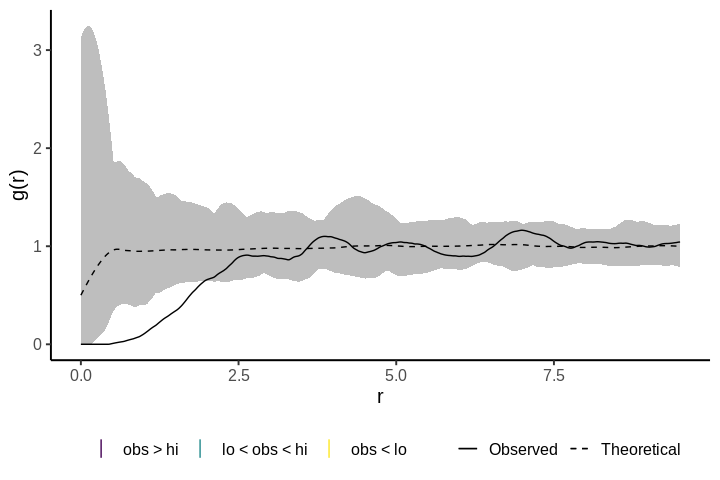 g(r)
3
2
1
0
0.0 2.5 5.0 7.5
r
obs > hi lo < obs < hi obs < lo Observed Theoretical